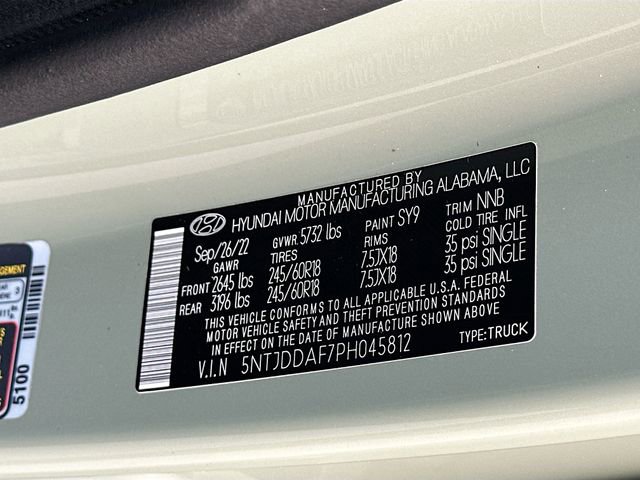 MANUFACTURED BY
HYUNDAI MOTOR MANUFACTURING ALABAMA, LLC
Sep/26/22 GVWR 5732 lbs PAINT SY9 TRIM NNB
GAWR TIRES RIMS COLD TIRE INFL
FRONT 2645 lbs 245/60R18 7.5JX18 35 psi SINGLE
REAR 3196 lbs 245/60R18 7.5JX18 35 psi SINGLE
THIS VEHICLE CONFORMS TO ALL APPLICABLE U.S.A. FEDERAL
MOTOR VEHICLE SAFETY AND THEFT PREVENTION STANDARDS
IN EFFECT ON THE DATE OF MANUFACTURE SHOWN ABOVE
V.I.N 5NTJDDAF7PH045812 TYPE:TRUCK
5100